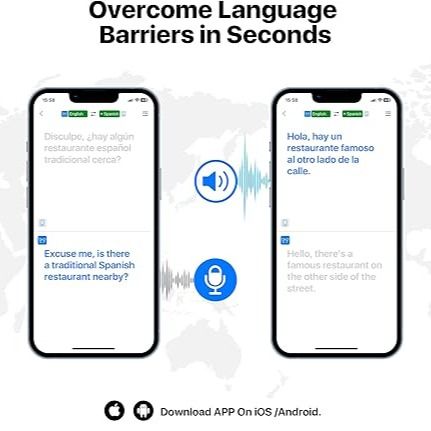 Overcome Language
Barriers in Seconds
15:58
English
Spanish
Disculpe, ¿hay algún
restaurante español
tradicional cerca?
Excuse me, is there
a traditional Spanish
restaurant nearby?
15:58
English
Spanish
Hola, hay un
restaurante famoso
al otro lado de la
calle.
Hello, there's a
famous restaurant on
the other side of the
street.
Download APP On iOS /Android.